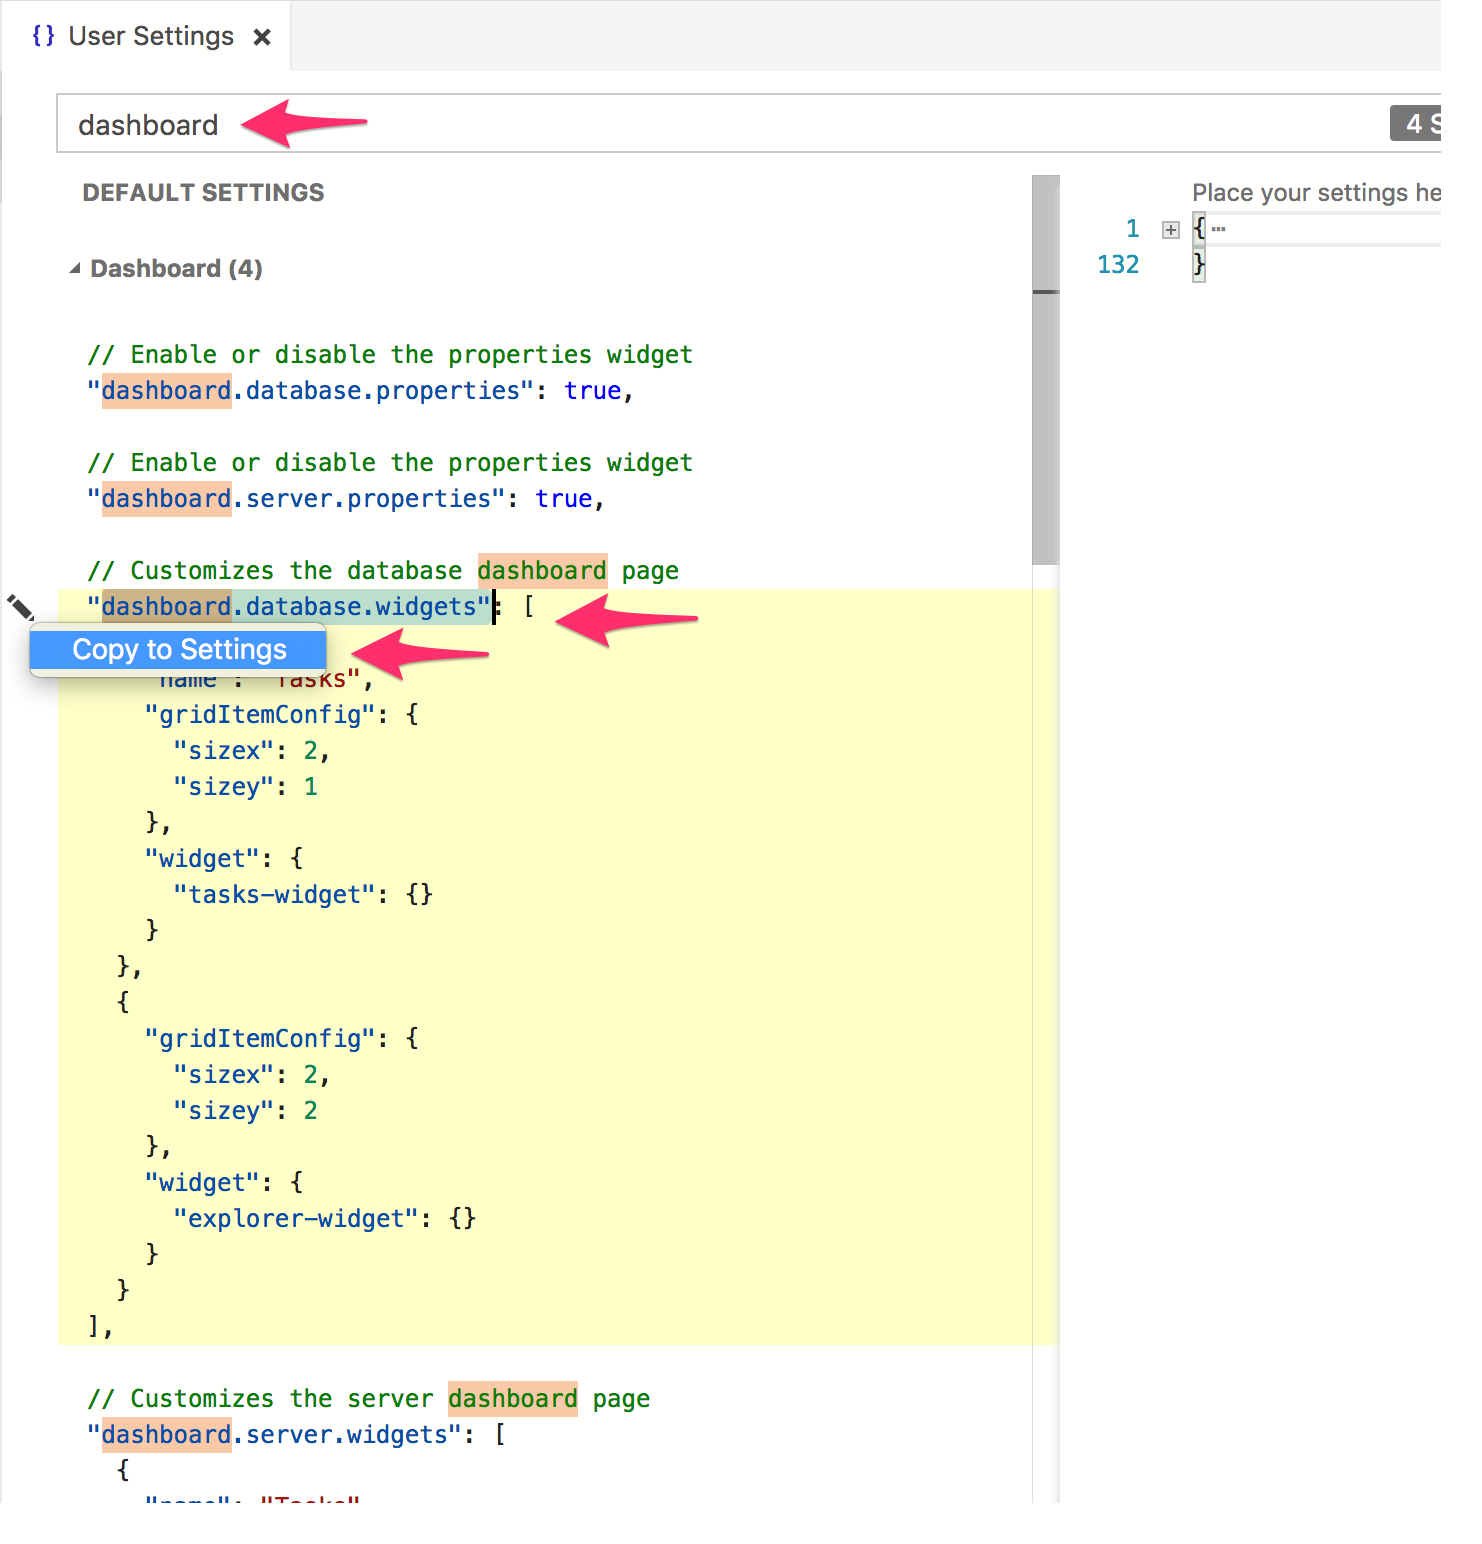 {} User Settings ×
dashboard
4 S
DEFAULT SETTINGS
Dashboard (4)
// Enable or disable the properties widget
"dashboard.database.properties": true,
// Enable or disable the properties widget
"dashboard.server.properties": true,
// Customizes the database dashboard page
"dashboard.database.widgets": [
Copy to Settings
"name": "Tasks",
"gridItemConfig": {
"sizex": 2,
"sizey": 1
},
"widget": {
"tasks-widget": {}
}
},
{
"gridItemConfig": {
"sizex": 2,
"sizey": 2
},
"widget": {
"explorer-widget": {}
}
}
],
// Customizes the server dashboard page
"dashboard.server.widgets": [
{
"name": "Tasks"
Place your settings he
1 { ...
132 }